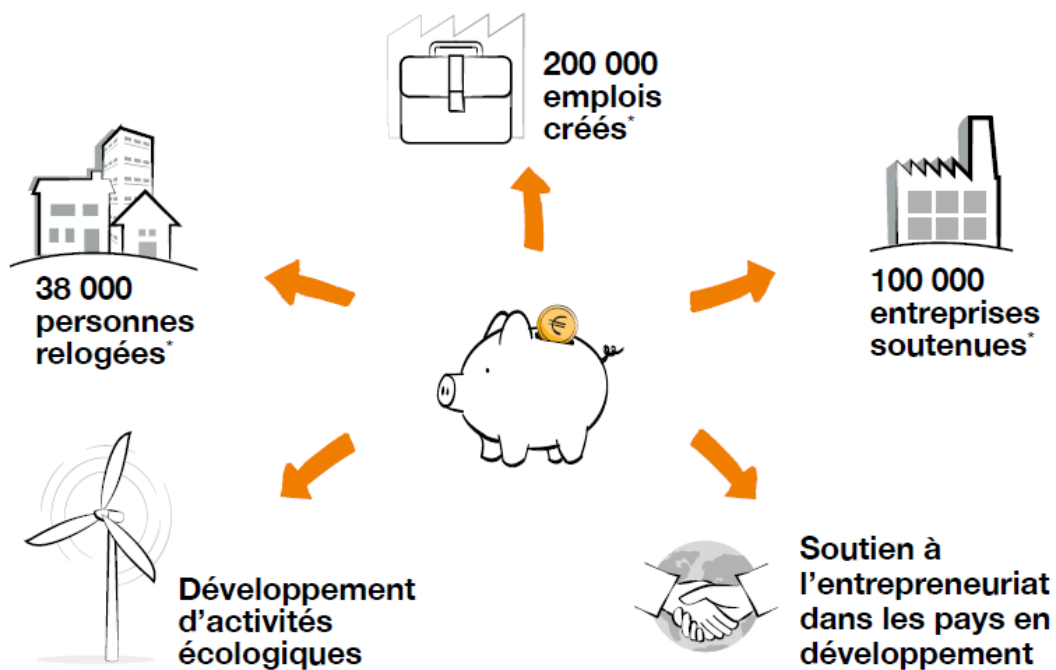 200 000
emplois
créés*
38 000
personnes
relogées*
100 000
entreprises
soutenues*
€
Développement
d’activités
écologiques
Soutien à
l’entrepreneuriat
dans les pays en
développement